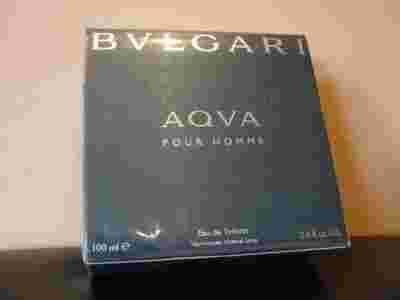 BVLGARI
AQVA
POUR HOMME
Eau de Toilette
100 ml e